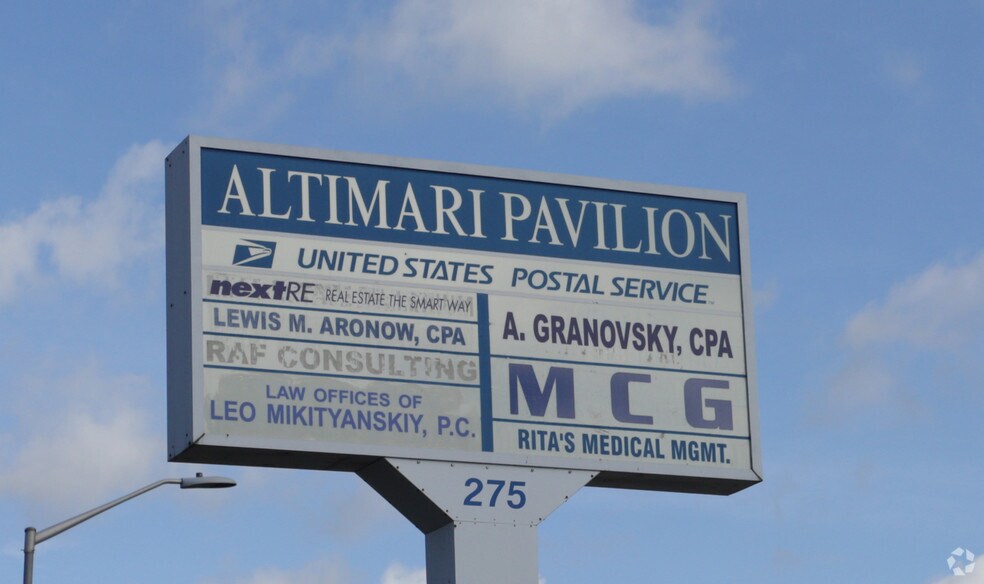 ALTIMARI PAVILION
UNITED STATES POSTAL SERVICE
nextRE REAL ESTATE THE SMART WAY
LEWIS M. ARONOW, CPA
RAF CONSULTING
LAW OFFICES OF
LEO MIKITYANSKIY, P.C.
A. GRANOVSKY, CPA
MCG
RITA'S MEDICAL MGMT.
275